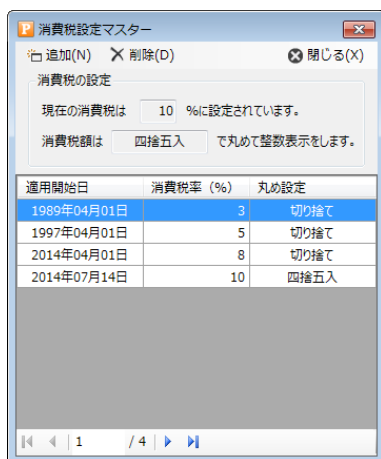 P 消費税設定マスター
追加(N) 削除(D) 閉じる(X)
消費税の設定
現在の消費税は 10 %に設定されています。
消費税額は 四捨五入 で丸めて整数表示をします。
適用開始日 消費税率（%） 丸め設定
1989年04月01日 3 切り捨て
1997年04月01日 5 切り捨て
2014年04月01日 8 切り捨て
2014年07月14日 10 四捨五入
1 / 4